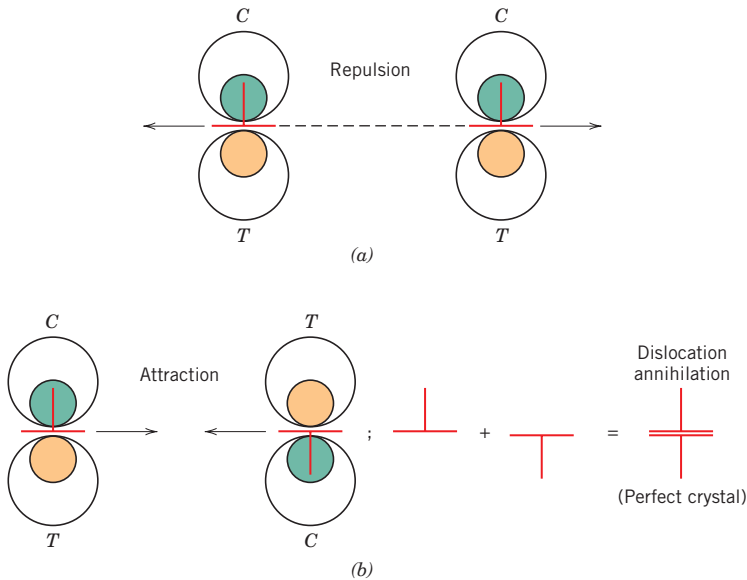 C
C
Repulsion
T
T
(a)
C
T
Attraction
Dislocation
annihilation
;
+
=
(Perfect crystal)
T
C
(b)